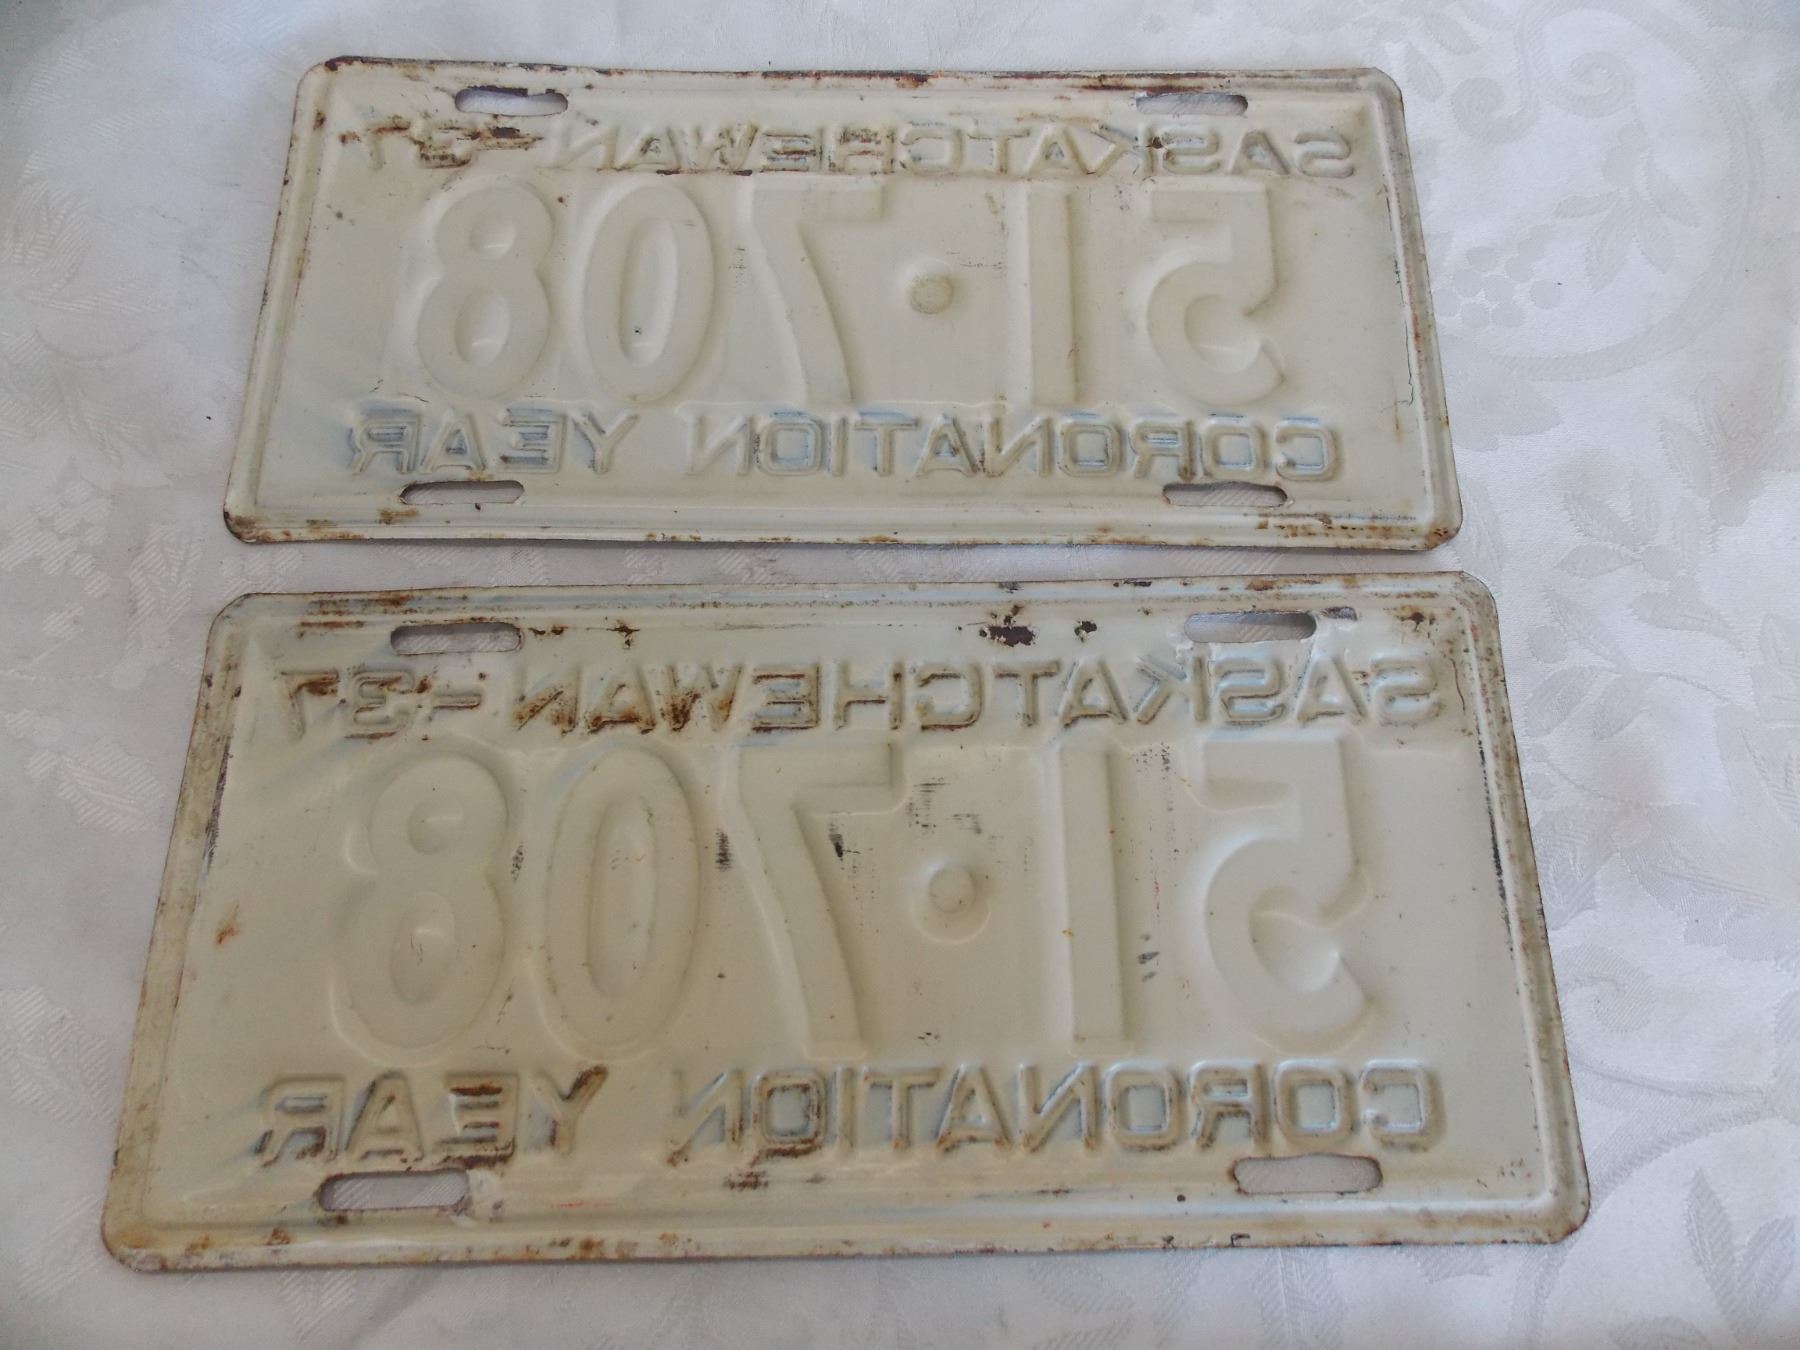 SASKATCHEWAN -37
51·708
CORONATION YEAR
SASKATCHEWAN -37
51·708
CORONATION YEAR